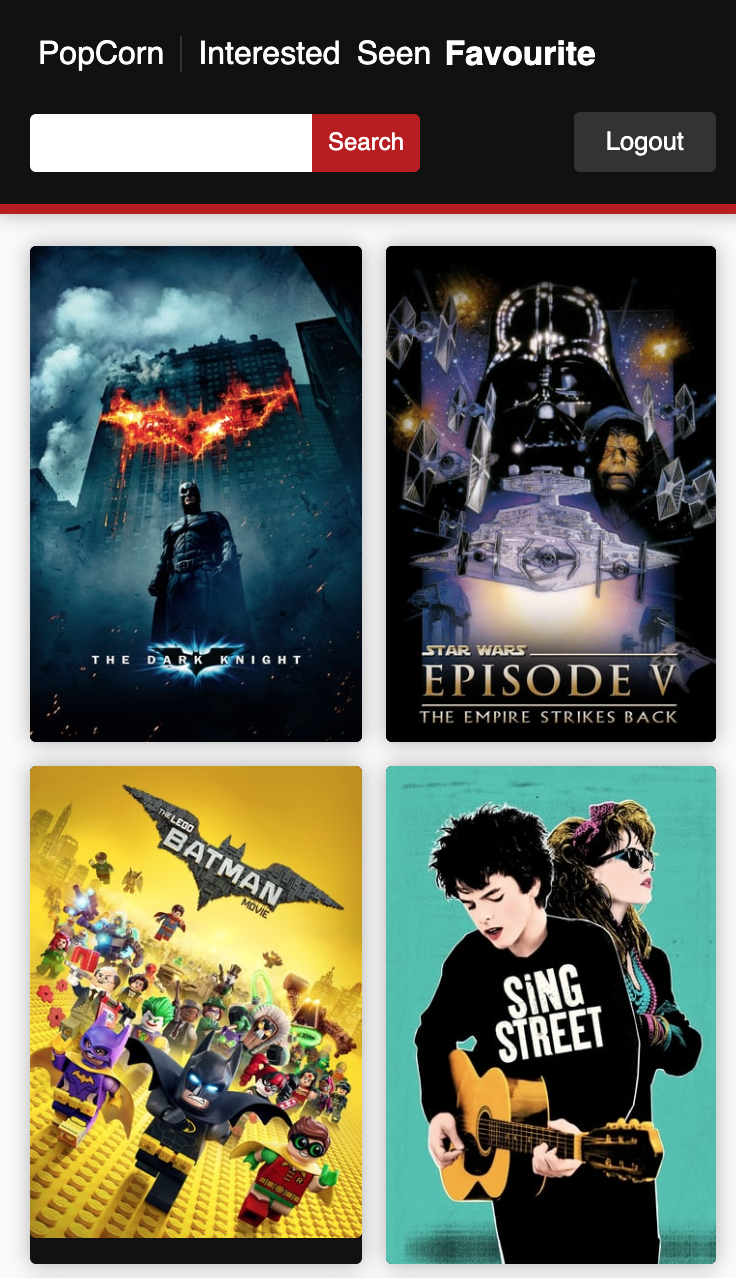 PopCorn Interested Seen Favourite
Search Logout
THE DARK KNIGHT
STAR WARS
EPISODE V
THE EMPIRE STRIKES BACK
THE LEGO
BATMAN
MOVIE
SiNG
STREET